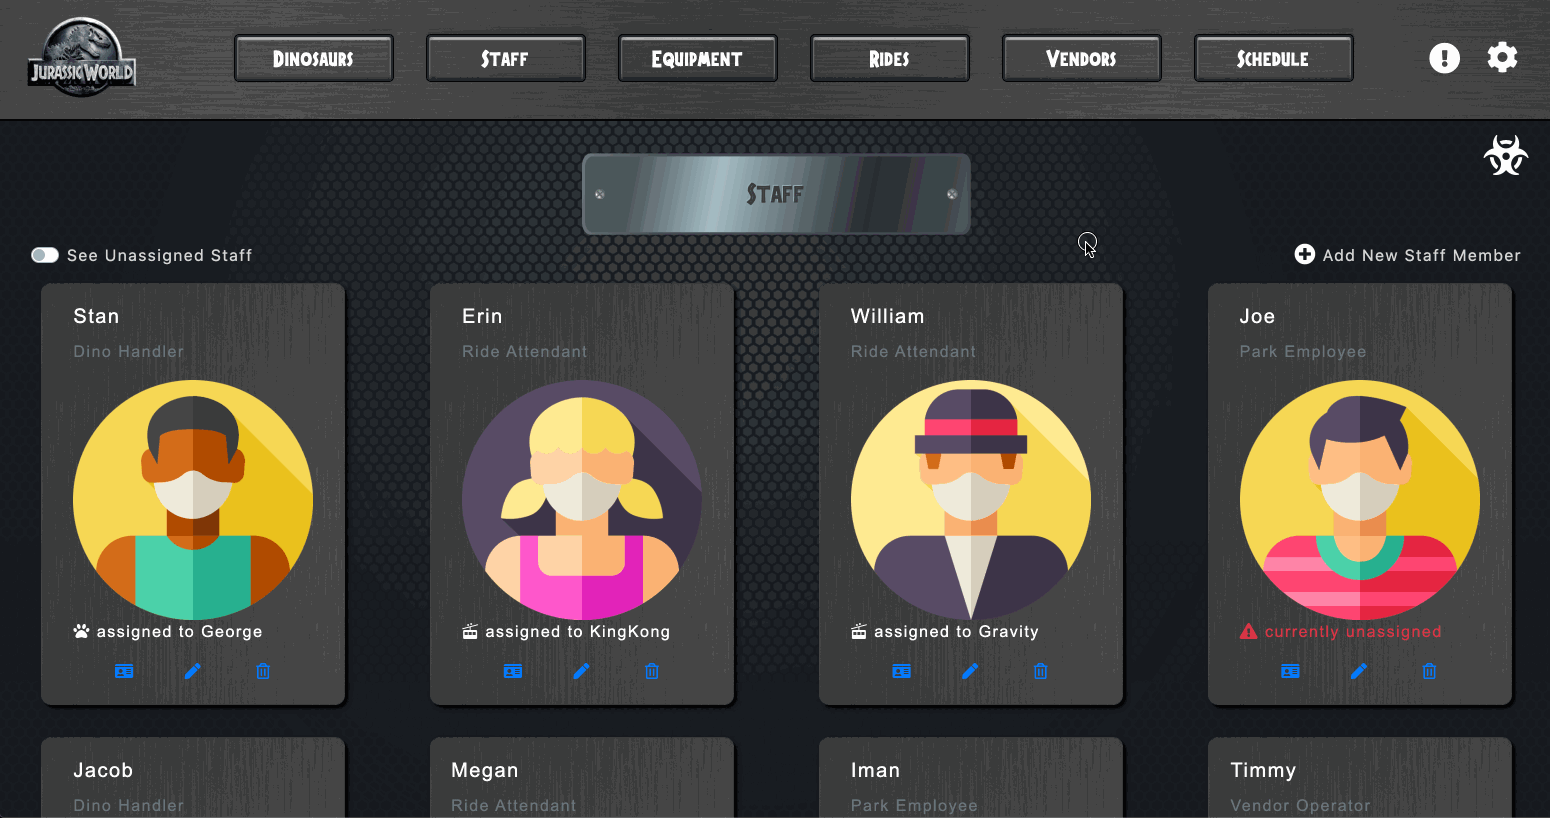 JURASSIC WORLD
DINOSAURS
STAFF
EQUIPMENT
RIDES
VENDORS
SCHEDULE
STAFF
See Unassigned Staff
Add New Staff Member
Stan
Dino Handler
assigned to George
Erin
Ride Attendant
assigned to KingKong
William
Ride Attendant
assigned to Gravity
Joe
Park Employee
currently unassigned
Jacob
Dino Handler
Megan
Ride Attendant
Iman
Park Employee
Timmy
Vendor Operator